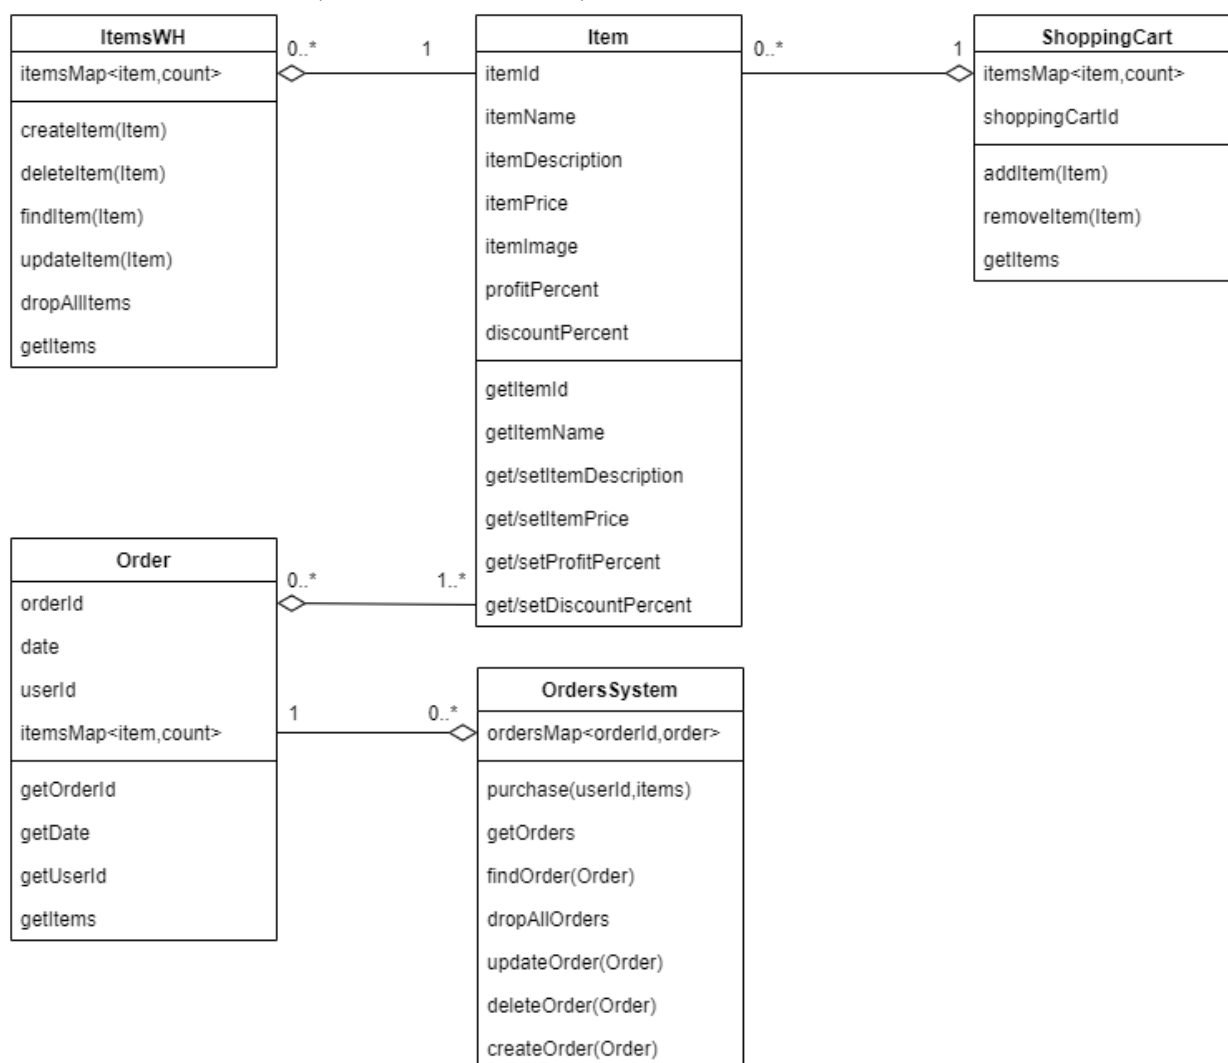 ItemsWH
itemsMap<item,count>
createItem(Item)
deleteItem(Item)
findItem(Item)
updateItem(Item)
dropAllItems
getItems
0..*
1
Item
itemId
itemName
itemDescription
itemPrice
itemImage
profitPercent
discountPercent
getItemId
getItemName
get/setItemDescription
get/setItemPrice
get/setProfitPercent
get/setDiscountPercent
0..*
1
ShoppingCart
itemsMap<item,count>
shoppingCartId
addItem(Item)
removeItem(Item)
getItems
Order
orderId
date
userId
itemsMap<item,count>
getOrderId
getDate
getUserId
getItems
0..*
1..*
1
0..*
OrdersSystem
ordersMap<orderId,order>
purchase(userId,items)
getOrders
findOrder(Order)
dropAllOrders
updateOrder(Order)
deleteOrder(Order)
createOrder(Order)